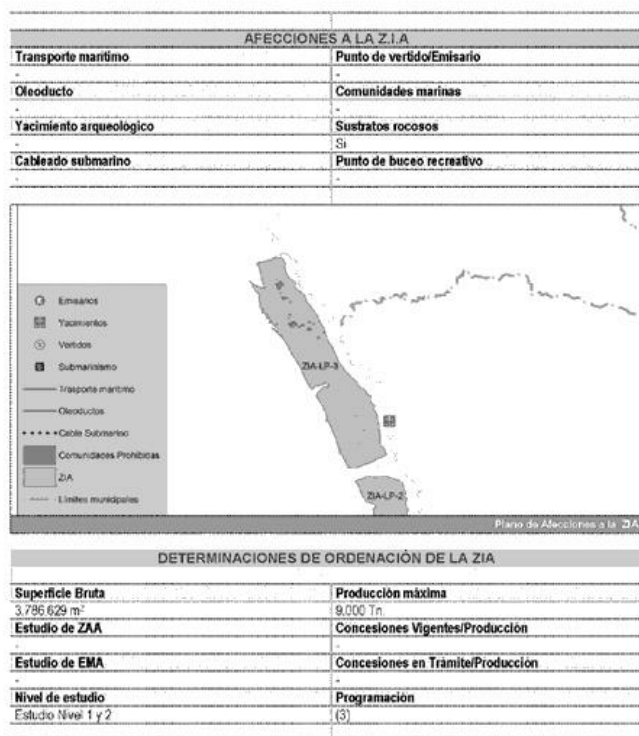 AFECCIONES A LA Z.I.A
Transporte marítimo Punto de vertido/Emisario
- -
Oleoducto Comunidades marinas
- -
Yacimiento arqueológico Sustratos rocosos
- Si
Cableado submarino Punto de buceo recreativo
- -
Emisarios
Yacimientos
Vertidos
Submarinismo
Trasporte marítimo
Oleoductos
Cable Submarino
Comunidades Prohibidas
ZIA
Límites municipales
ZIA-LP-3
ZIA-LP-2
Plano de Afecciones a la ZIA
DETERMINACIONES DE ORDENACIÓN DE LA ZIA
Superficie Bruta Producción máxima
3.786.629 m² 9.000 Tn.
Estudio de ZAA Concesiones Vigentes/Producción
- -
Estudio de EMA Concesiones en Trámite/Producción
- -
Nivel de estudio Programación
Estudio Nivel 1 y 2 (3)